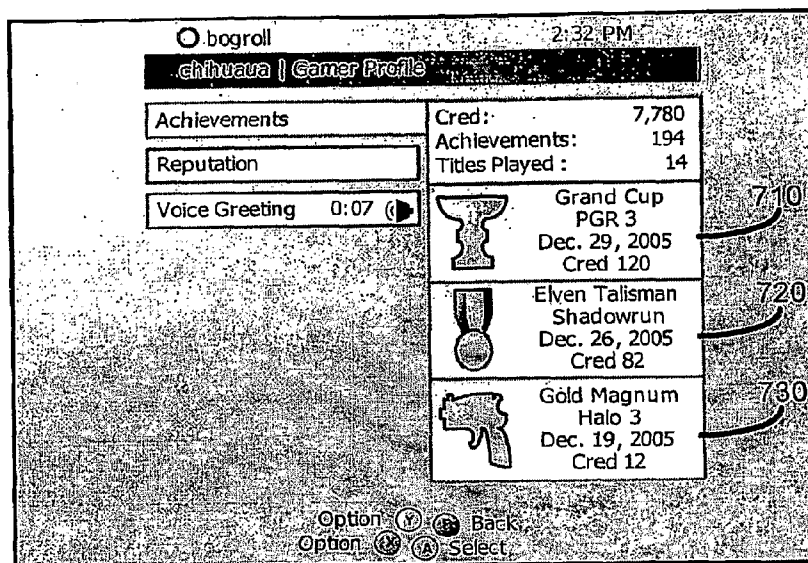 bogroll
2:32 PM
chihuaua | Gamer Profile
Achievements
Reputation
Voice Greeting 0:07
Cred: 7,780
Achievements: 194
Titles Played : 14
Grand Cup
PGR 3
Dec. 29, 2005
Cred 120
710
Elven Talisman
Shadowrun
Dec. 26, 2005
Cred 82
720
Gold Magnum
Halo 3
Dec. 19, 2005
Cred 12
730
Option Y B Back
Option X A Select